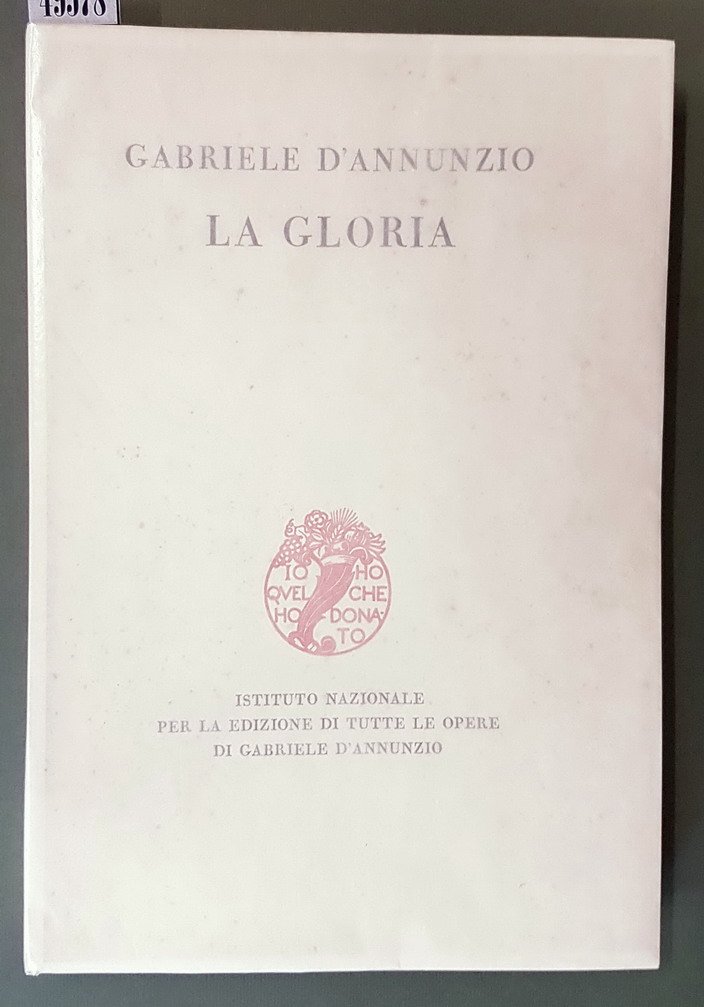 45578
GABRIELE D'ANNUNZIO
LA GLORIA
IO HO
QVEL CHE
HO DONA-
TO
ISTITUTO NAZIONALE
PER LA EDIZIONE DI TUTTE LE OPERE
DI GABRIELE D'ANNUNZIO